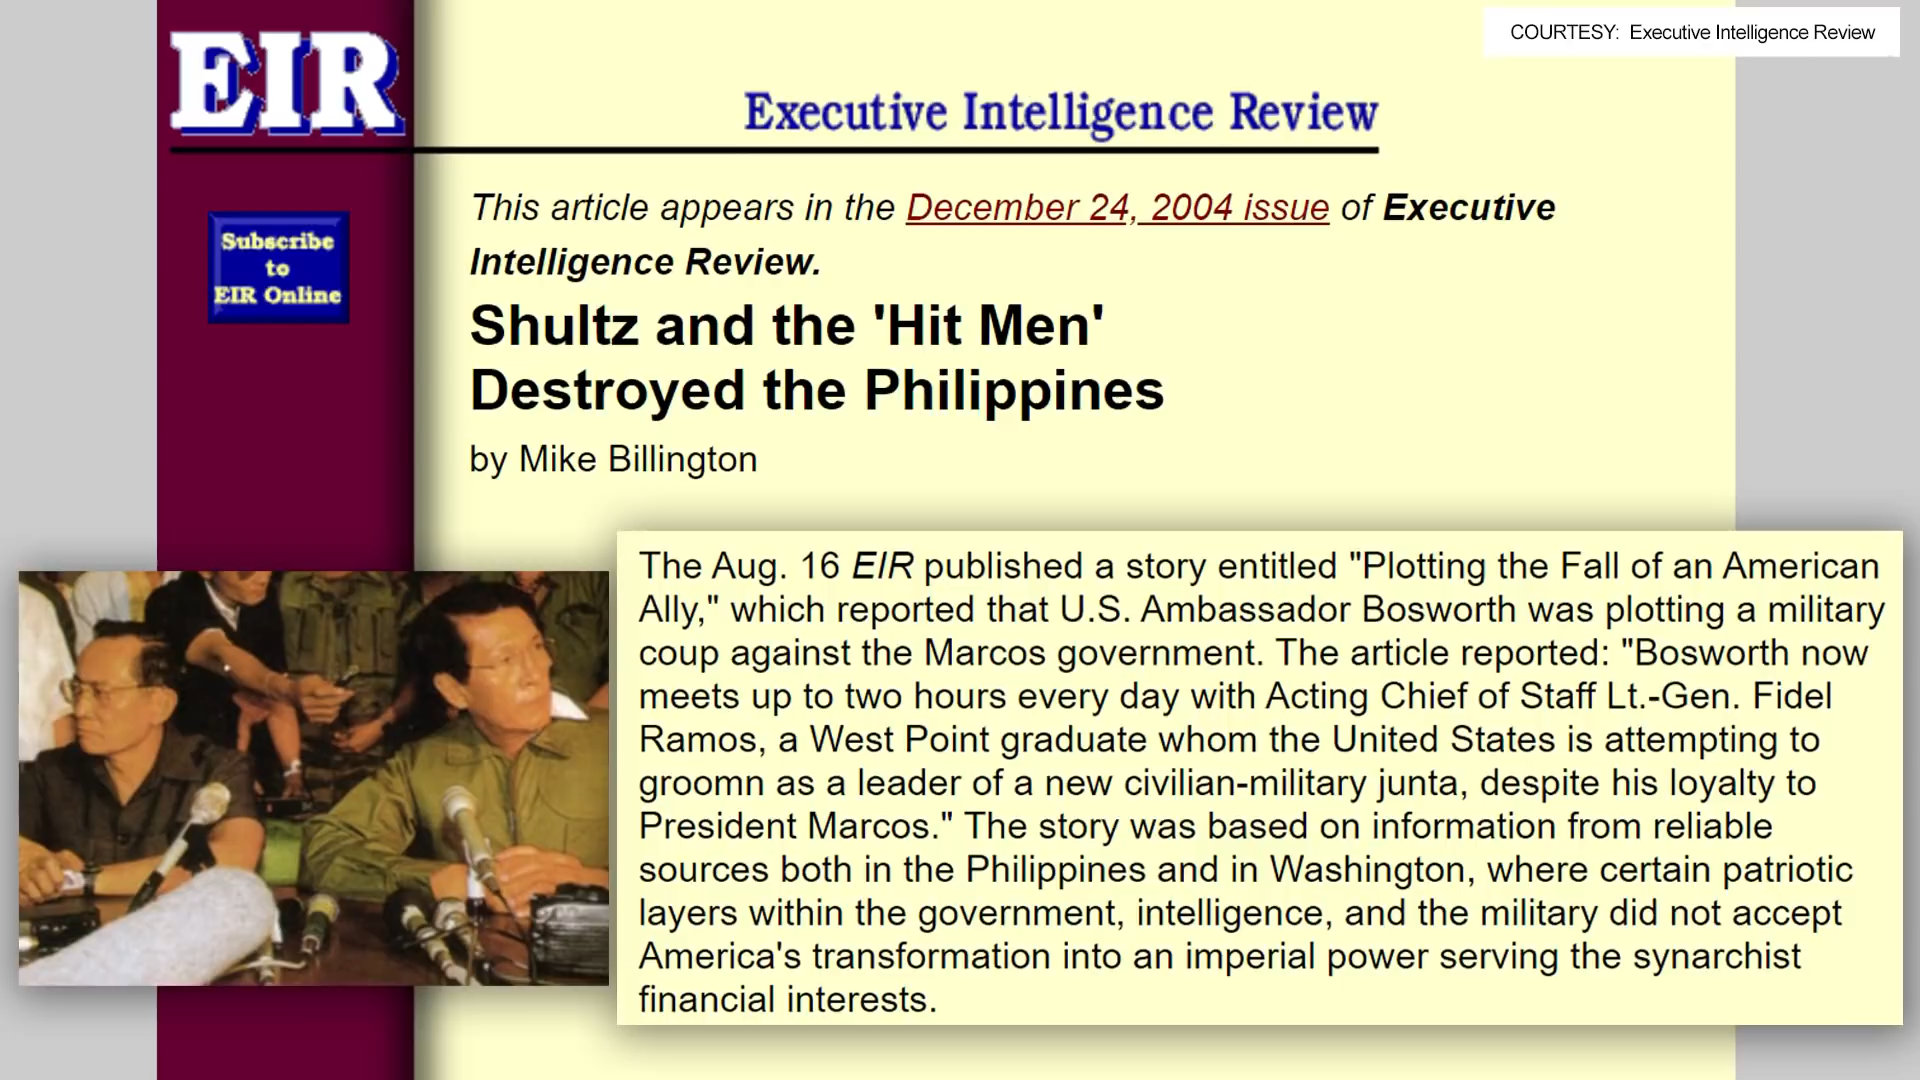 COURTESY: Executive Intelligence Review
EIR
Executive Intelligence Review
Subscribe
to
EIR Online
This article appears in the December 24, 2004 issue of Executive
Intelligence Review.
Shultz and the 'Hit Men'
Destroyed the Philippines
by Mike Billington
The Aug. 16 EIR published a story entitled "Plotting the Fall of an American
Ally," which reported that U.S. Ambassador Bosworth was plotting a military
coup against the Marcos government. The article reported: "Bosworth now
meets up to two hours every day with Acting Chief of Staff Lt.-Gen. Fidel
Ramos, a West Point graduate whom the United States is attempting to
groomn as a leader of a new civilian-military junta, despite his loyalty to
President Marcos." The story was based on information from reliable
sources both in the Philippines and in Washington, where certain patriotic
layers within the government, intelligence, and the military did not accept
America's transformation into an imperial power serving the synarchist
financial interests.